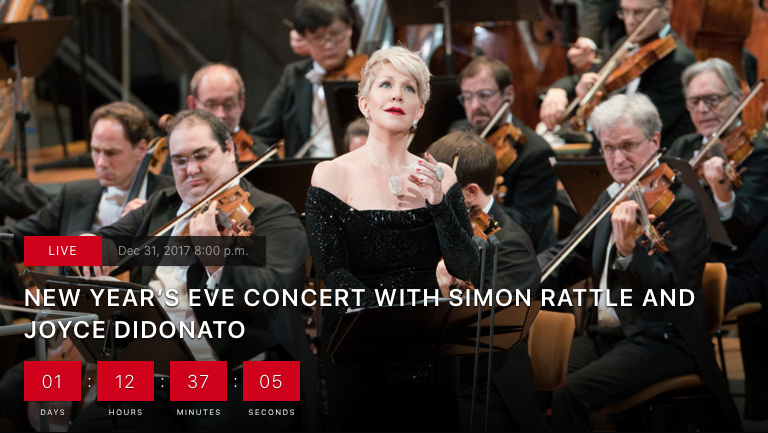 LIVE Dec 31, 2017 8:00 p.m.
NEW YEAR'S EVE CONCERT WITH SIMON RATTLE AND
JOYCE DIDONATO
01 : 12 : 37 : 05
DAYS HOURS MINUTES SECONDS